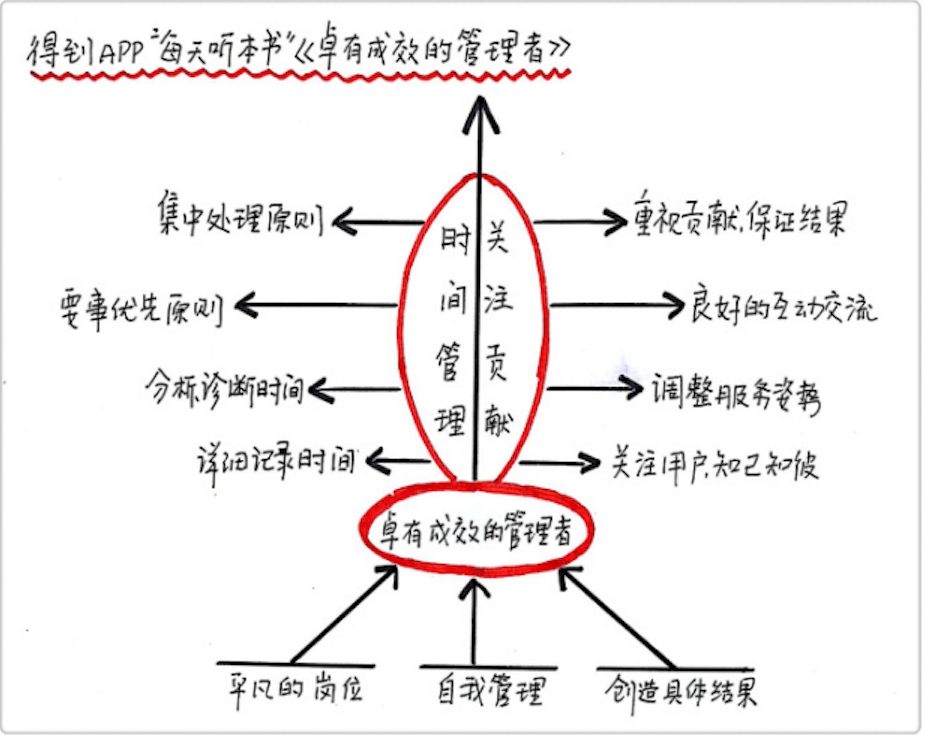 得到APP"每天听本书"《卓有成效的管理者》
集中处理原则
要事优先原则
分析诊断时间
详细记录时间
时间管理
关注贡献
重视贡献,保证结果
良好的互动交流
调整服务姿势
关注用户,知己知彼
卓有成效的管理者
平凡的岗位
自我管理
创造具体结果